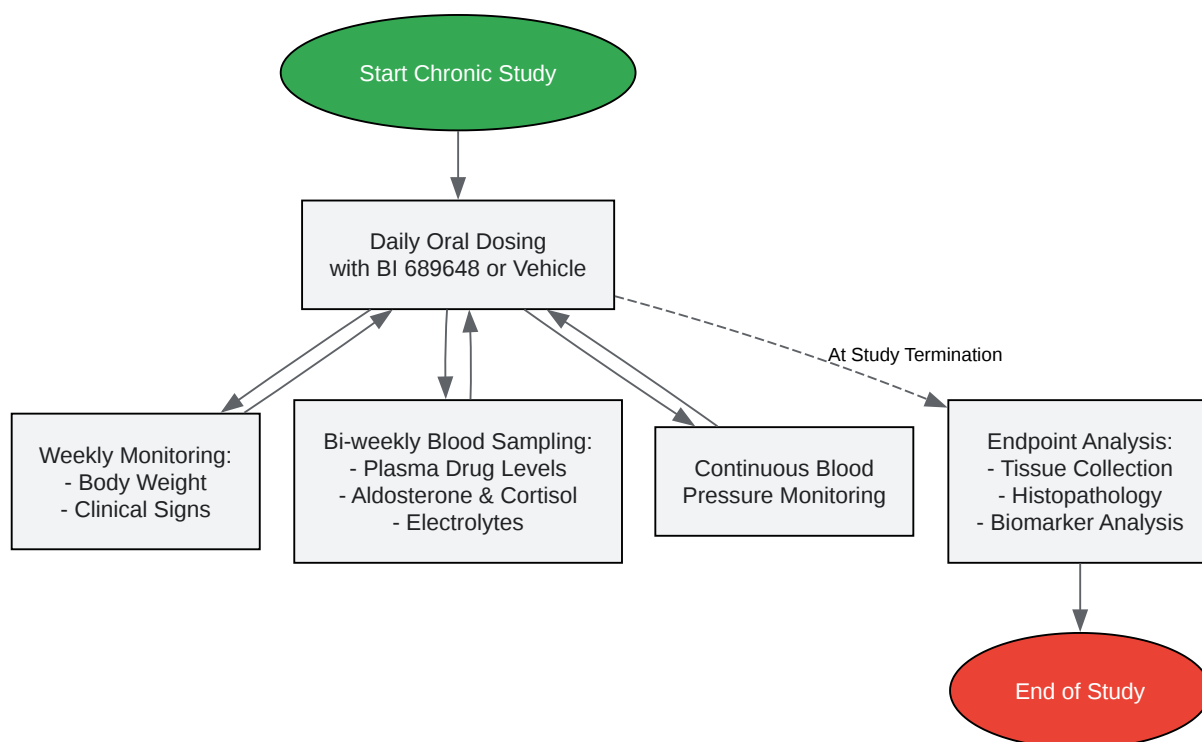 Start Chronic Study
Daily Oral Dosing
with BI 689648 or Vehicle
At Study Termination
Weekly Monitoring:
- Body Weight
- Clinical Signs
Bi-weekly Blood Sampling:
- Plasma Drug Levels
- Aldosterone & Cortisol
- Electrolytes
Continuous Blood
Pressure Monitoring
Endpoint Analysis:
- Tissue Collection
- Histopathology
- Biomarker Analysis
End of Study